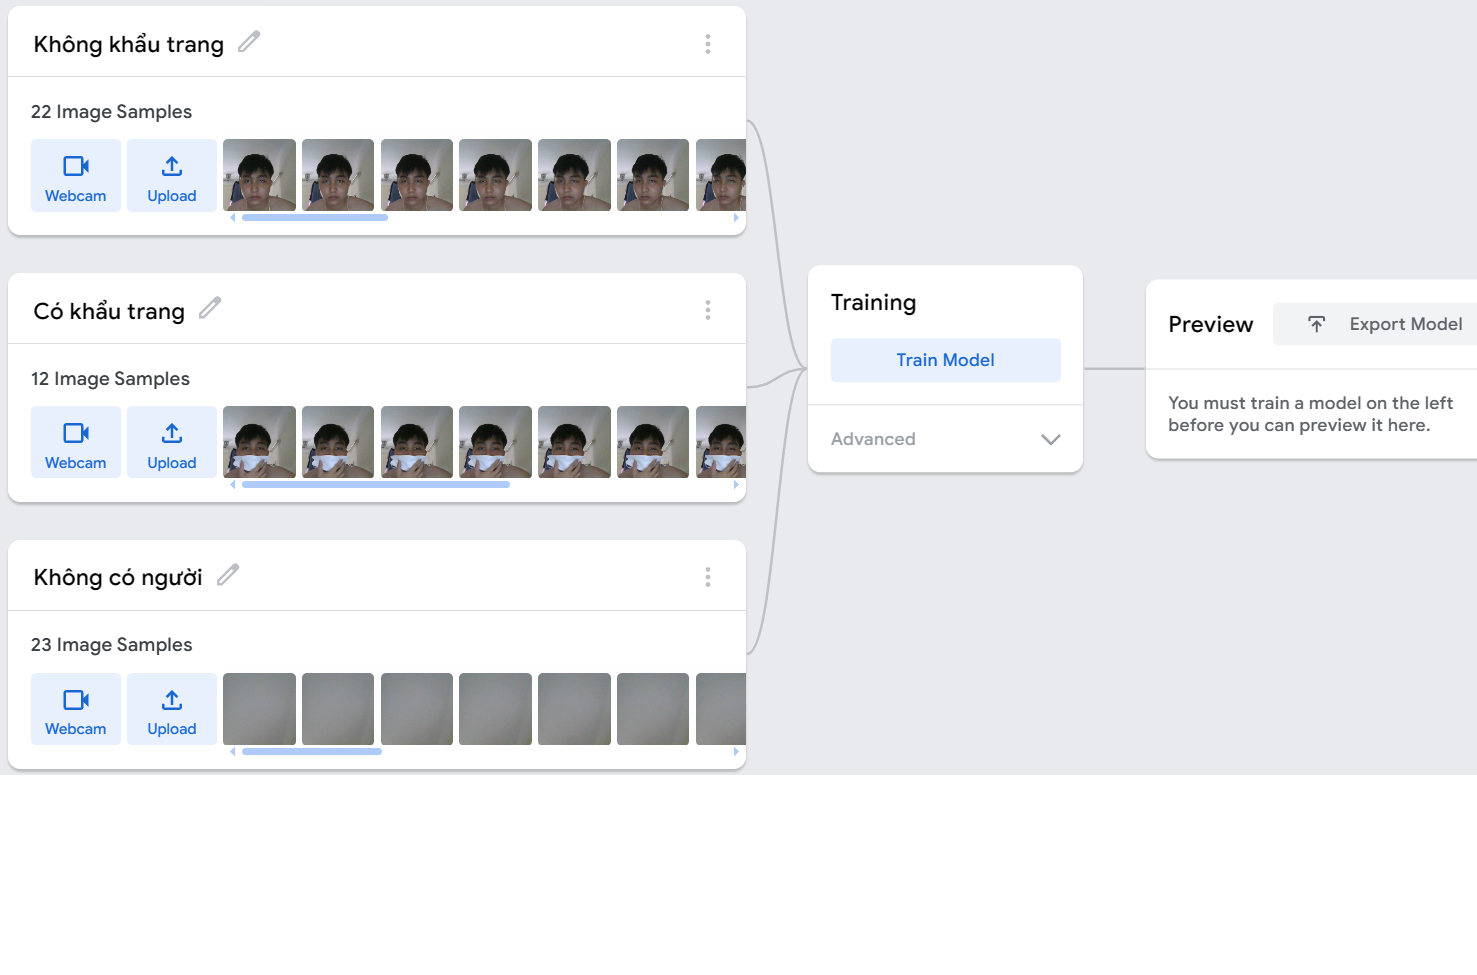 Không khẩu trang
22 Image Samples
Webcam
Upload
Có khẩu trang
12 Image Samples
Webcam
Upload
Không có người
23 Image Samples
Webcam
Upload
Training
Train Model
Advanced
Preview
Export Model
You must train a model on the left
before you can preview it here.